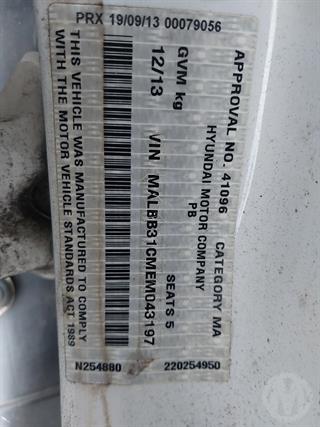 PRX 19/09/13 00079056
APPROVAL NO. 41096 CATEGORY MA
HYUNDAI MOTOR COMPANY
PB
GVM kg SEATS 5
12/13 VIN MALBB31CMEM043197
THIS VEHICLE WAS MANUFACTURED TO COMPLY
WITH THE MOTOR VEHICLE STANDARDS ACT 1989
N254880 220254950